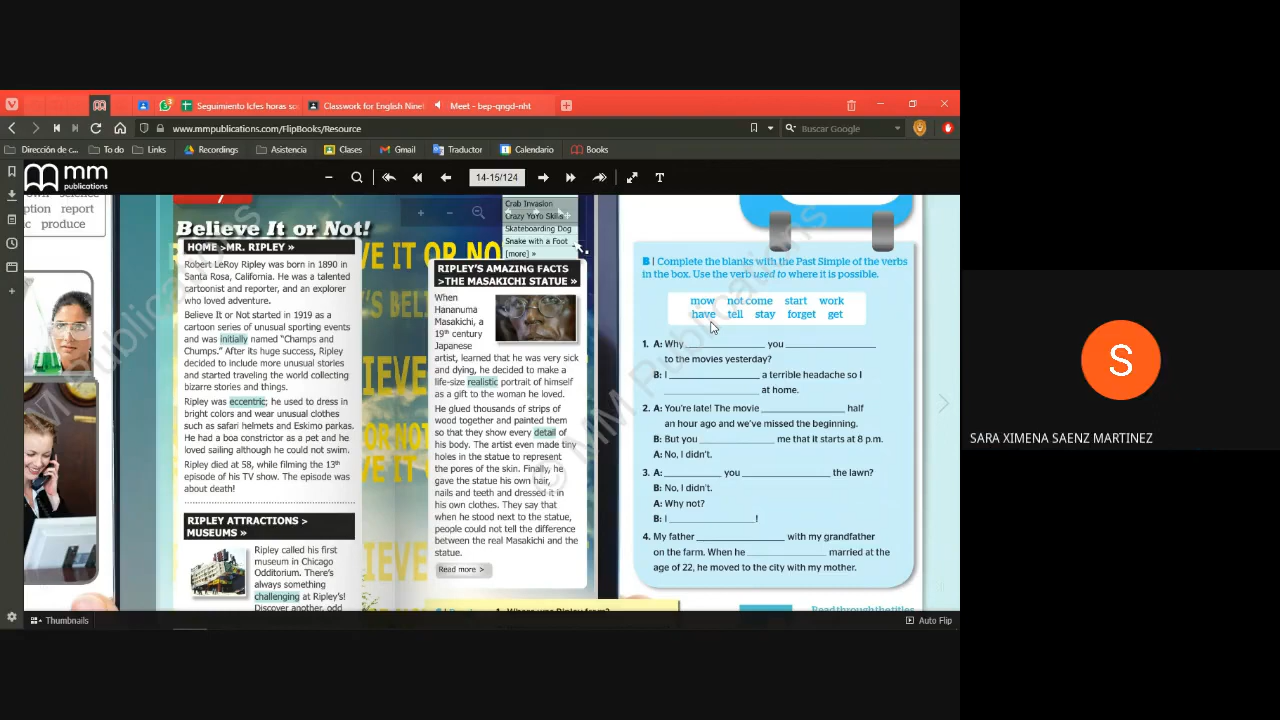 Seguimiento Icfes horas so
Classwork for English Ninet
Meet - bep-qngd-nht
www.mmpublications.com/FlipBooks/Resource
Buscar Google
Dirección de c...
To do
Links
Recordings
Asistencia
Clases
Gmail
Traductor
Calendario
Books
mm
publications
14-15/124
ption report
c produce
Believe It or Not!
HOME >MR. RIPLEY »
Robert LeRoy Ripley was born in 1890 in
Santa Rosa, California. He was a talented
cartoonist and reporter, and an explorer
who loved adventure.
Believe It or Not started in 1919 as a
cartoon series of unusual sporting events
and was initially named "Champs and
Chumps." After its huge success, Ripley
decided to include more unusual stories
and started traveling the world collecting
bizarre stories and things.
Ripley was eccentric; he used to dress in
bright colors and wear unusual clothes
such as safari helmets and Eskimo parkas.
He had a boa constrictor as a pet and he
loved sailing although he could not swim.
Ripley died at 58, while filming the 13th
episode of his TV show. The episode was
about death!
RIPLEY ATTRACTIONS >
MUSEUMS »
Ripley called his first
museum in Chicago
Odditorium. There's
always something
challenging at Ripley's!
Discover another, odd
Crab Invasion
Crazy YoYo Skills
Skateboarding Dog
Snake with a Foot
[more] »
RIPLEY'S AMAZING FACTS
>THE MASAKICHI STATUE »
When
Hananuma
Masakichi, a
19th century
Japanese
artist, learned that he was very sick
and dying, he decided to make a
life-size realistic portrait of himself
as a gift to the woman he loved.
He glued thousands of strips of
wood together and painted them
so that they show every detail of
his body. The artist even made tiny
holes in the statue to represent
the pores of the skin. Finally, he
gave the statue his own hair,
nails and teeth and dressed it in
his own clothes. They say that
when he stood next to the statue,
people could not tell the difference
between the real Masakichi and the
statue.
Read more >
B | Complete the blanks with the Past Simple of the verbs
in the box. Use the verb used to where it is possible.
mow not come start work
have tell stay forget get
1. A: Why ____________ you ____________
to the movies yesterday?
B: I ____________ a terrible headache so I
____________ at home.
2. A: You're late! The movie ____________ half
an hour ago and we've missed the beginning.
B: But you ____________ me that it starts at 8 p.m.
A: No, I didn't.
3. A: ____________ you ____________ the lawn?
B: No, I didn't.
A: Why not?
B: I ____________!
4. My father ____________ with my grandfather
on the farm. When he ____________ married at the
age of 22, he moved to the city with my mother.
Read through the titles
Thumbnails
Auto Flip
S
SARA XIMENA SAENZ MARTINEZ